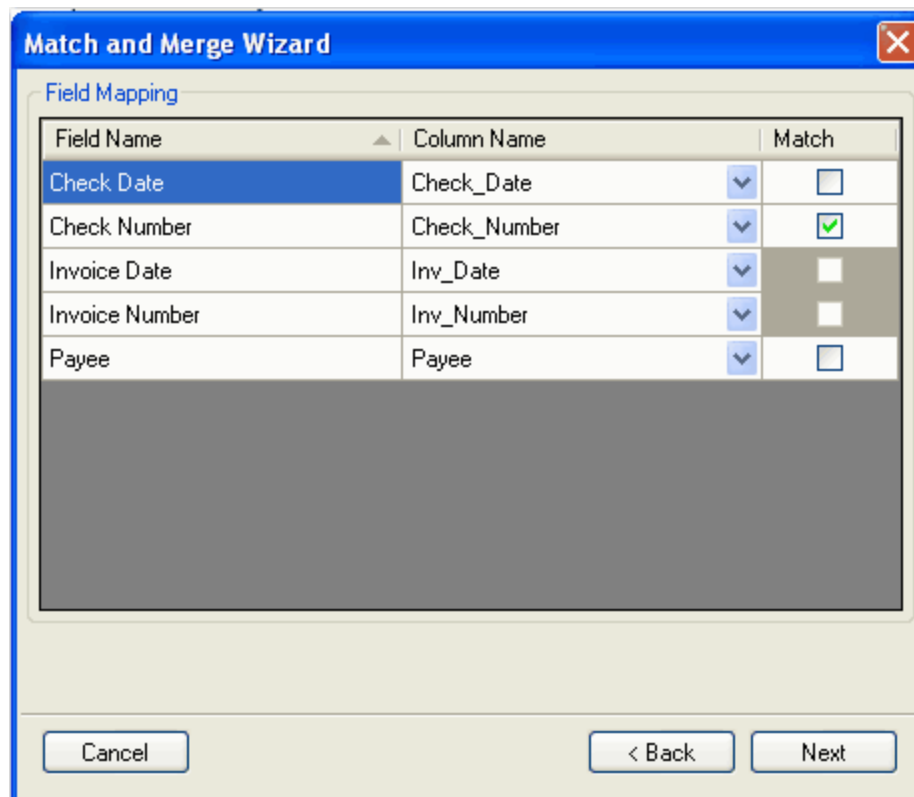 Match and Merge Wizard
Field Mapping
Field Name Column Name Match
Check Date Check_Date
Check Number Check_Number
Invoice Date Inv_Date
Invoice Number Inv_Number
Payee Payee
Cancel < Back Next